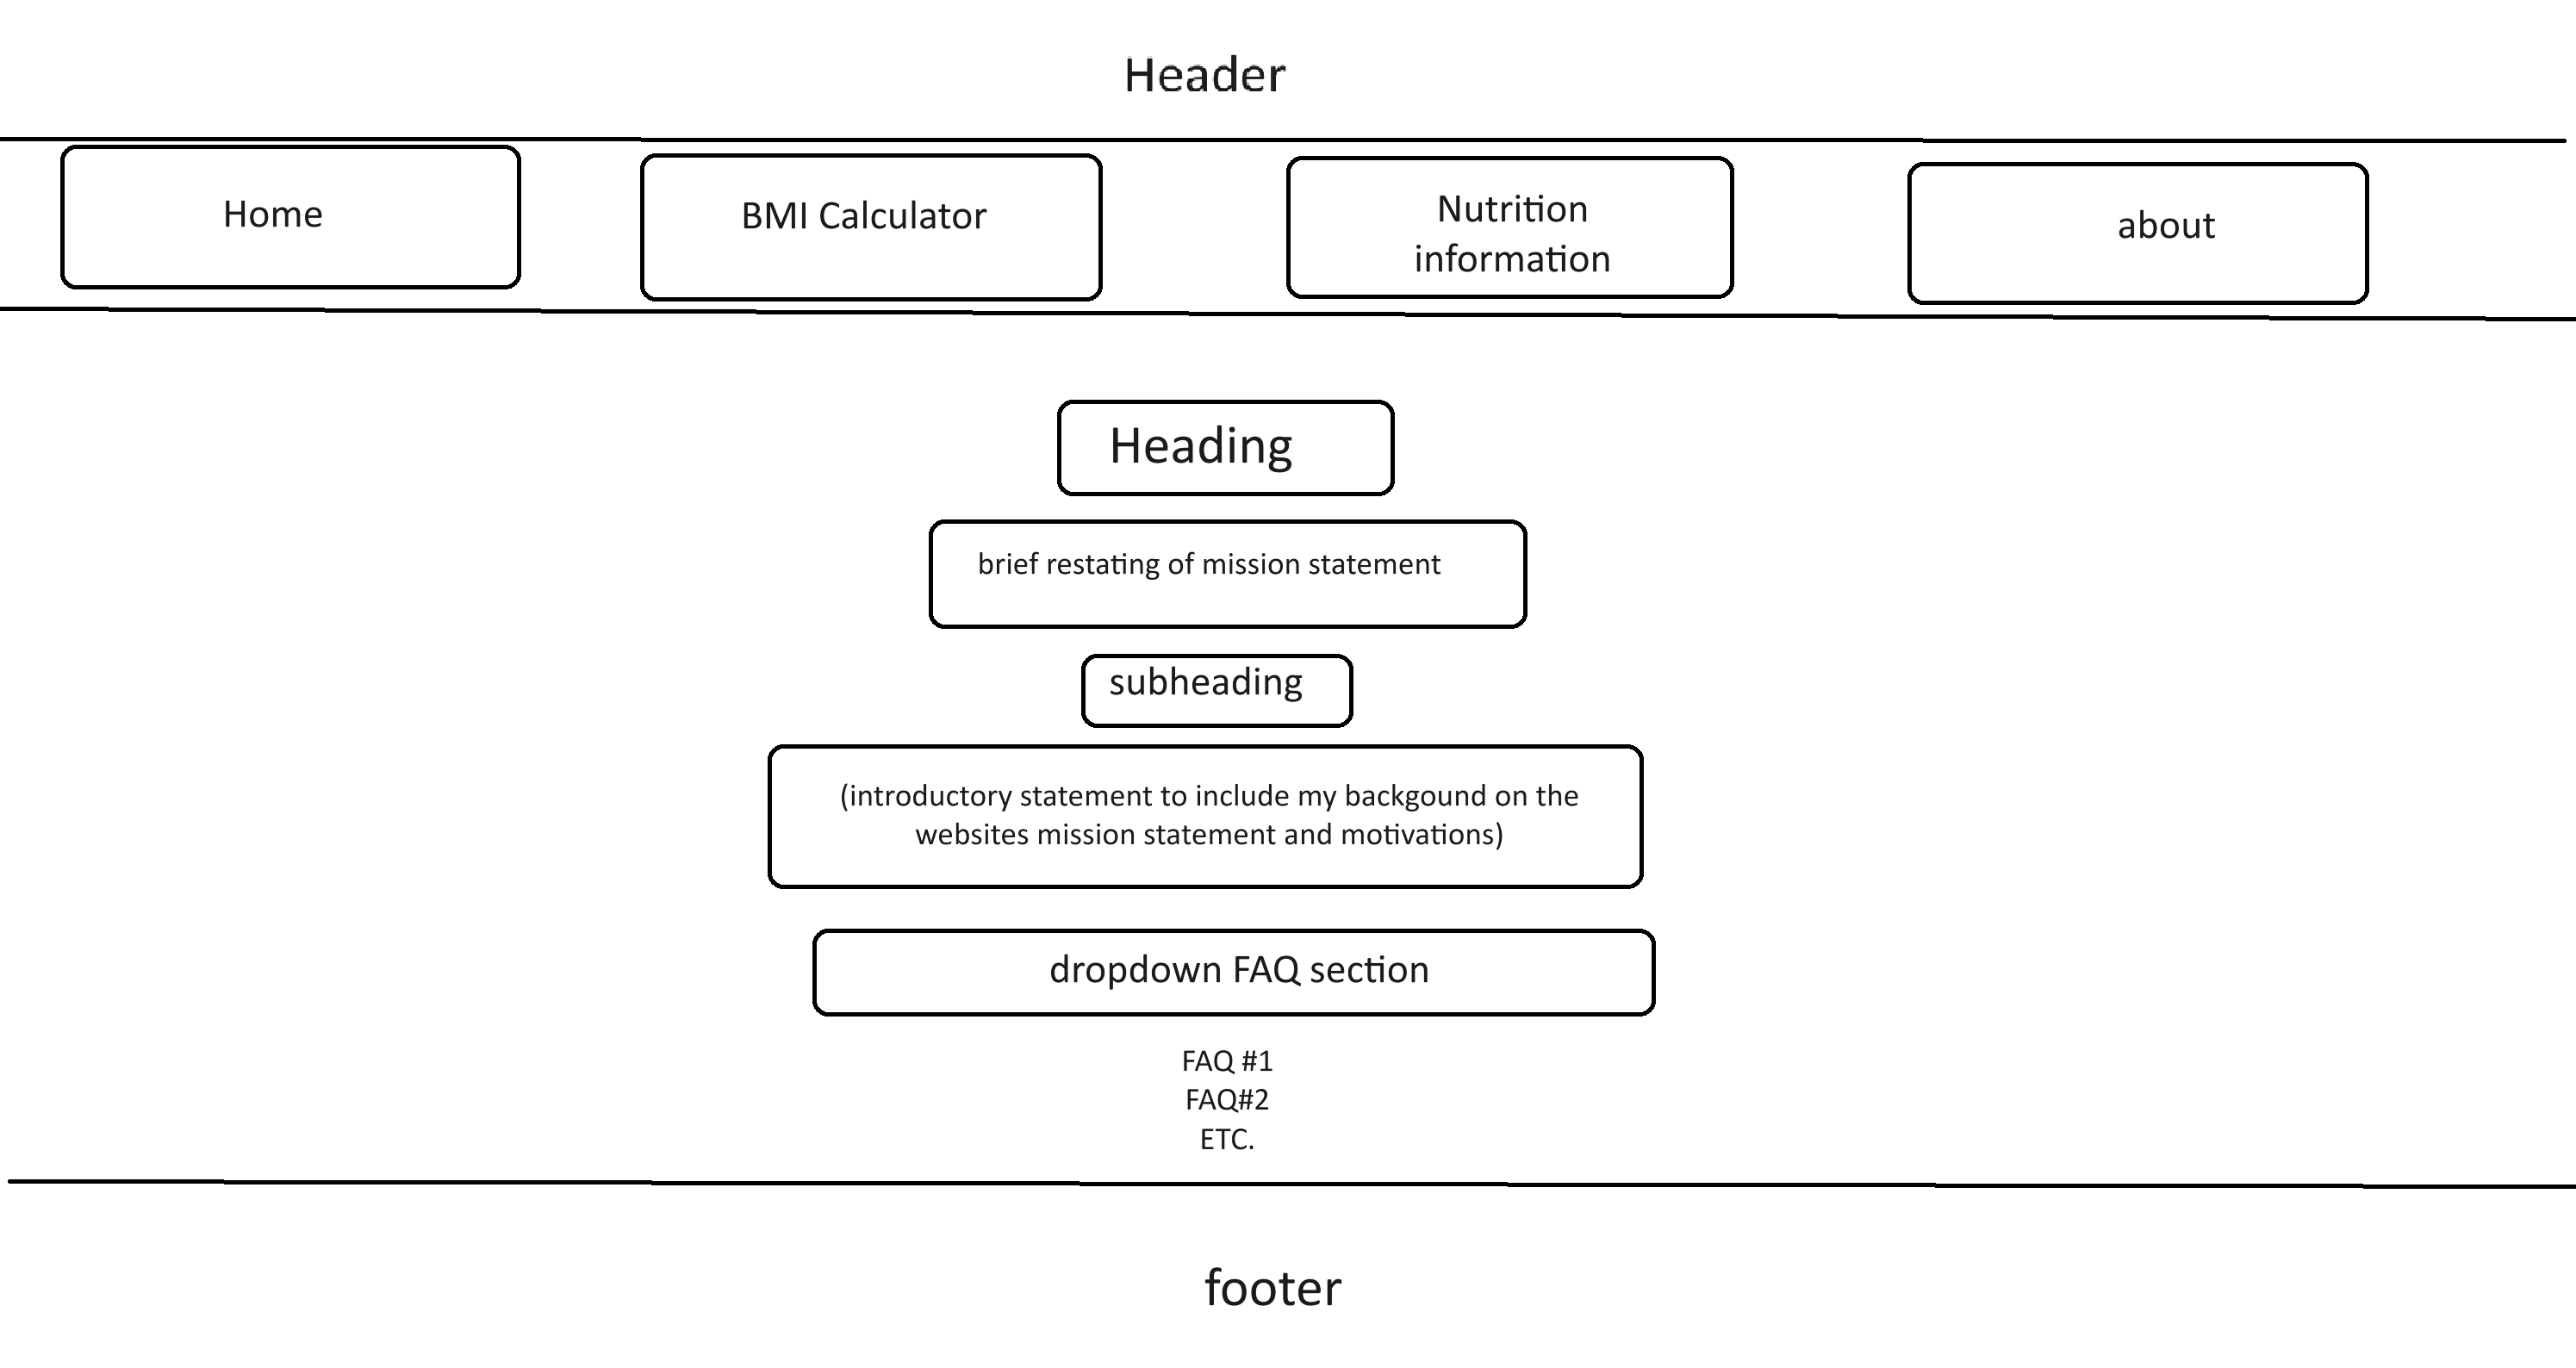 Header
Home
BMI Calculator
Nutrition
information
about
Heading
brief restating of mission statement
subheading
(introductory statement to include my backgound on the
websites mission statement and motivations)
dropdown FAQ section
FAQ #1
FAQ#2
ETC.
footer